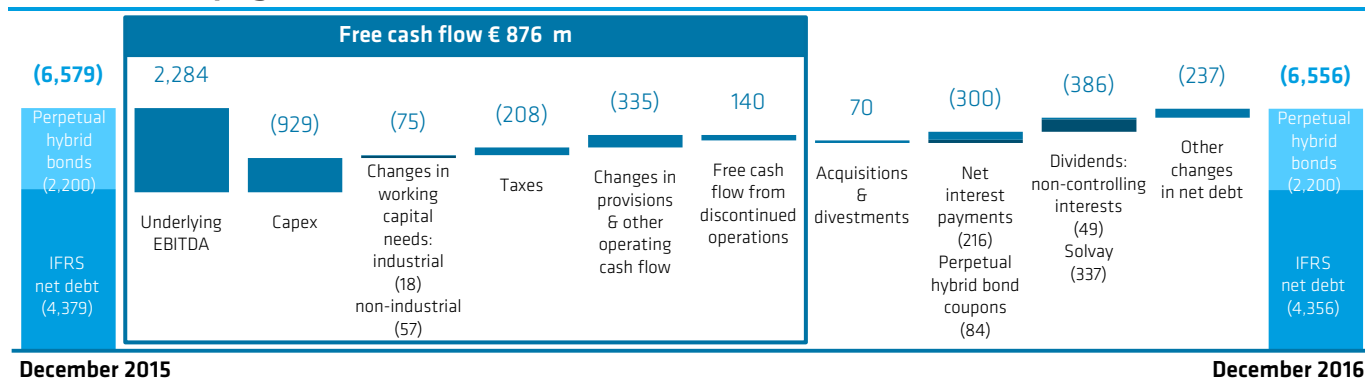 Free cash flow € 876 m
(6,579)
Perpetual
hybrid
bonds
(2,200)
IFRS
net debt
(4,379)
2,284
Underlying
EBITDA
(929)
Capex
(75)
Changes in
working
capital
needs:
industrial
(18)
non-industrial
(57)
(208)
Taxes
(335)
Changes in
provisions
& other
operating
cash flow
140
Free cash
flow from
discontinued
operations
70
Acquisitions
&
divestments
(300)
Net
interest
payments
(216)
Perpetual
hybrid bond
coupons
(84)
(386)
Dividends:
non-controlling
interests
(49)
Solvay
(337)
(237)
Other
changes
in net debt
(6,556)
Perpetual
hybrid
bonds
(2,200)
IFRS
net debt
(4,356)
December 2015
December 2016